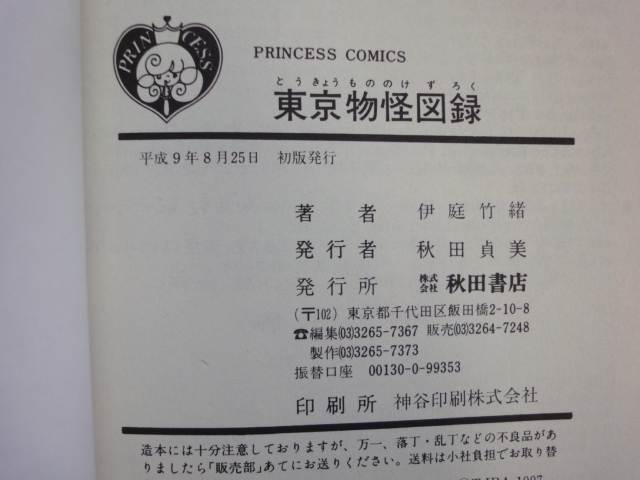 PRINCESS
PRINCESS COMICS
とうきょうもののけずろく
東京物怪図録
平成9年8月25日 初版発行
著者 伊庭竹緒
発行者 秋田貞美
発行所 株式会社 秋田書店
(〒102) 東京都千代田区飯田橋2-10-8
☎編集(03)3265-7367 販売(03)3264-7248
製作(03)3265-7373
振替口座 00130-0-99353
印刷所 神谷印刷株式会社
造本には十分注意しておりますが、万一、落丁・乱丁などの不良品があ
りましたら「販売部」あてにお送りください。送料は小社負担でお取り替